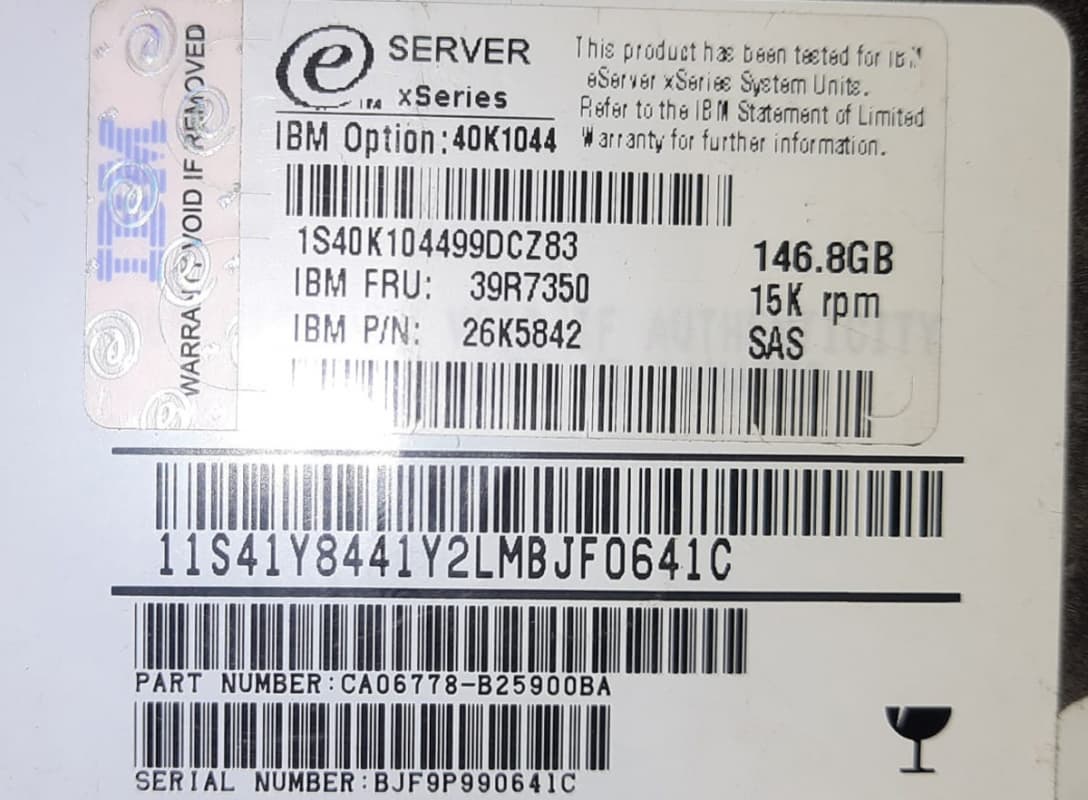 IBM
WARRANTY VOID IF REMOVED
e SERVER
xSeries
This product has been tested for IBM
eServer xSeries System Units.
Refer to the IBM Statement of Limited
Warranty for further information.
IBM Option:40K1044
1S40K104499DCZ83
146.8GB
IBM FRU: 39R7350
15K rpm
IBM P/N: 26K5842
SAS
11S41Y8441Y2LMBJF0641C
PART NUMBER:CA06778-B25900BA
SERIAL NUMBER:BJF9P990641C